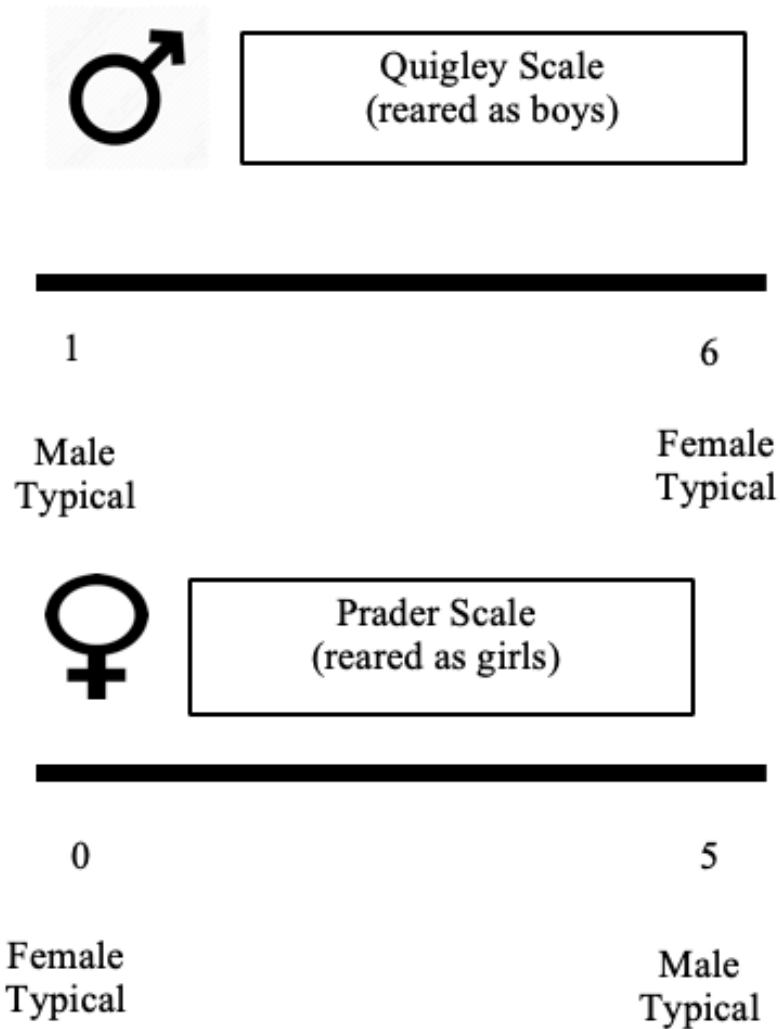 Quigley Scale
(reared as boys)
1
6
Male
Typical
Female
Typical
Prader Scale
(reared as girls)
0
5
Female
Typical
Male
Typical